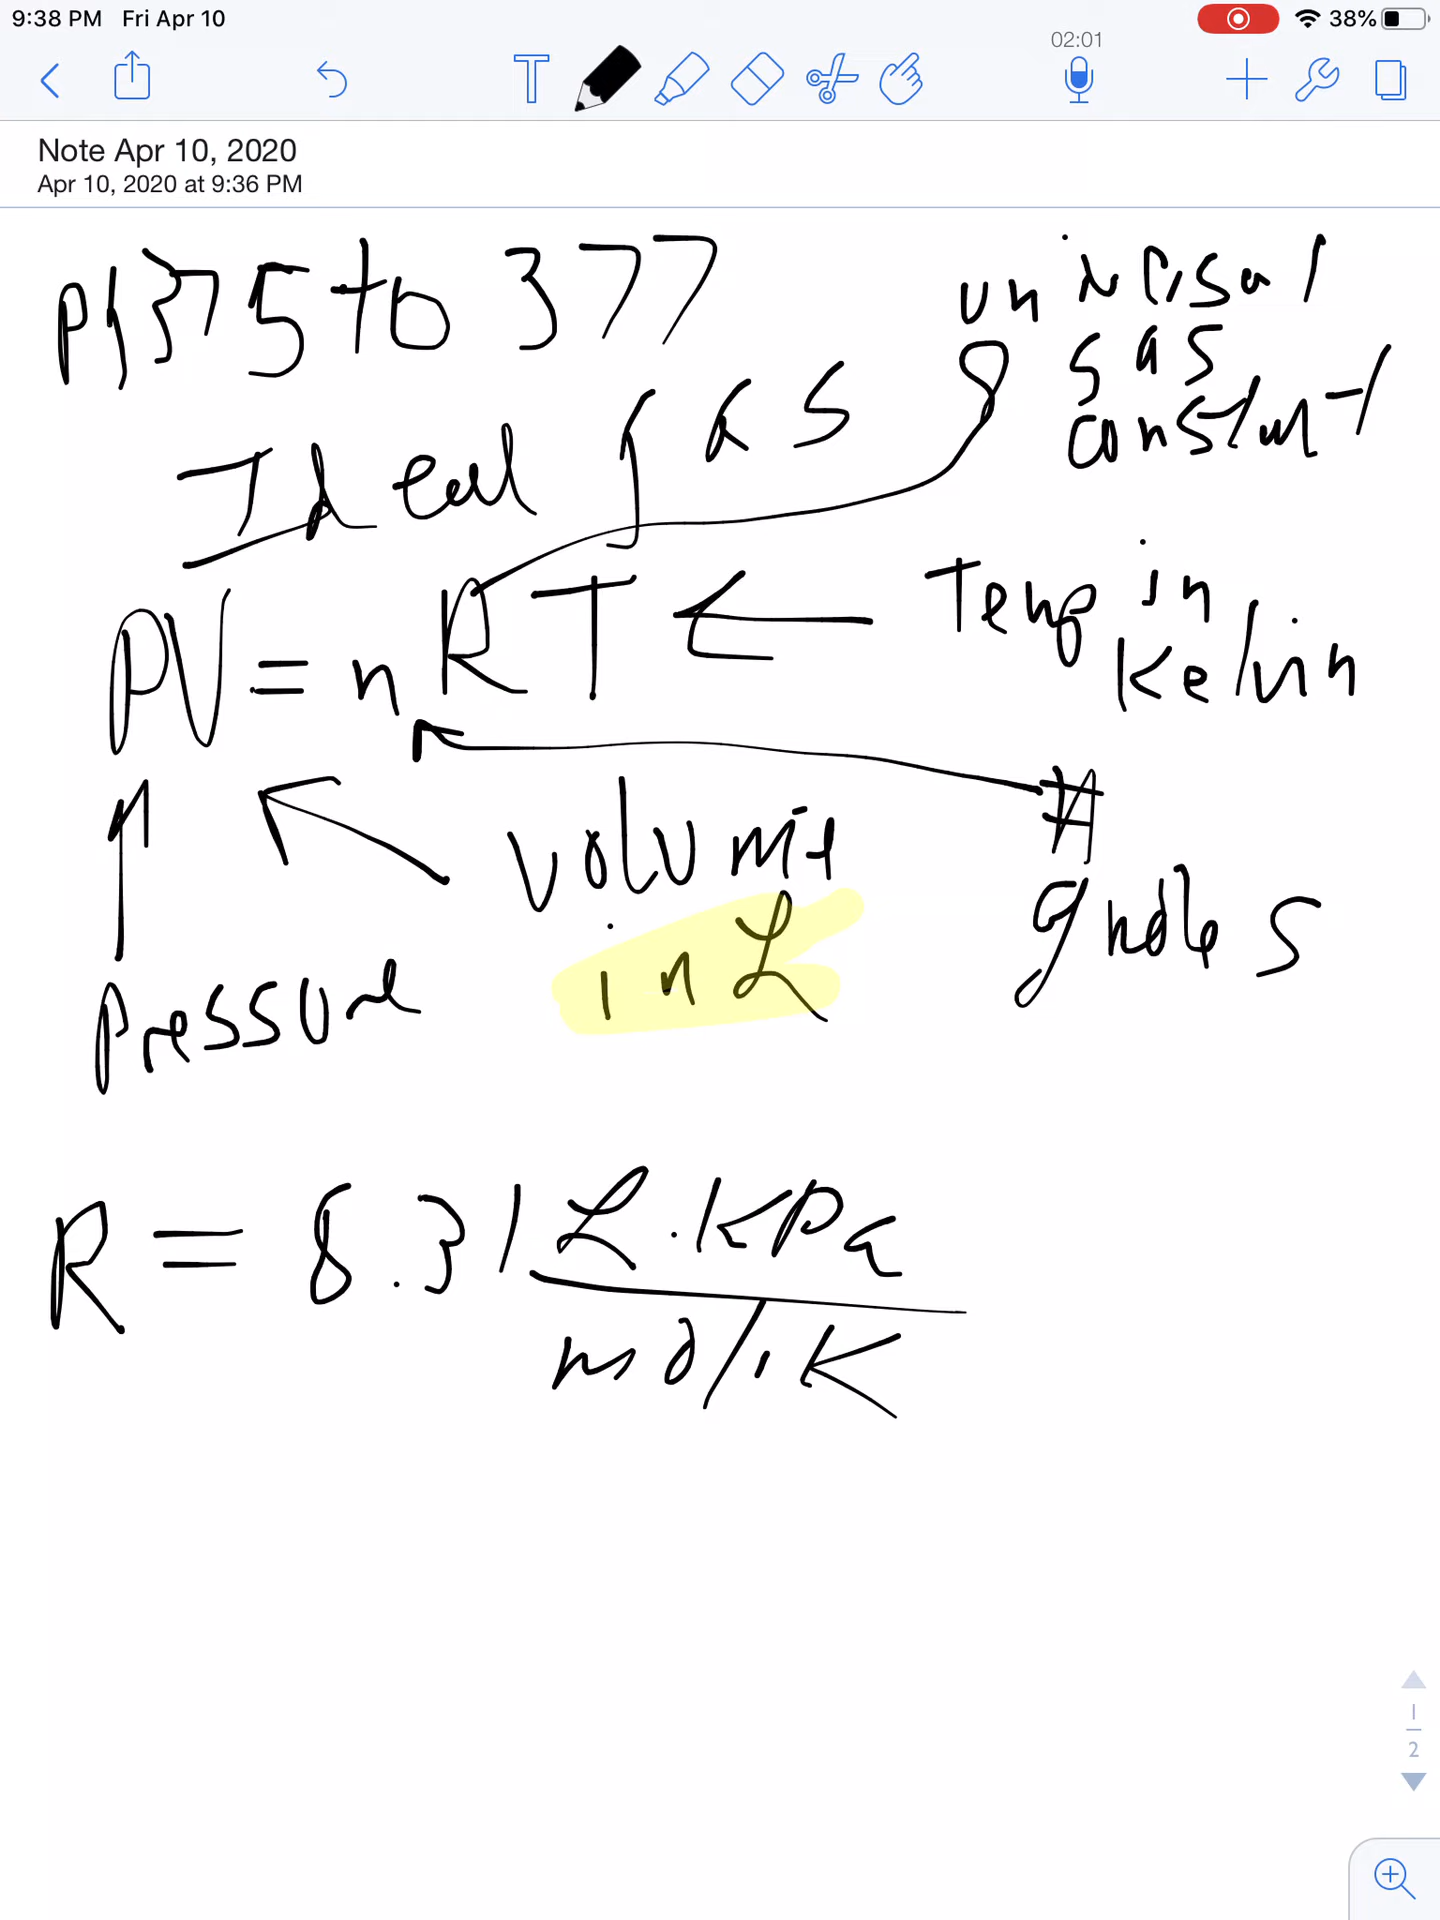 9:38 PM Fri Apr 10
38%
02:01
T
Note Apr 10, 2020
Apr 10, 2020 at 9:36 PM
375 to 377
universal
gas
constant
Ideal gas
PV = nRT
Temp in
Kelvin
#
moles
volume
in L
Pressure
R = 8.31 L·KPa
mol·K
1
2